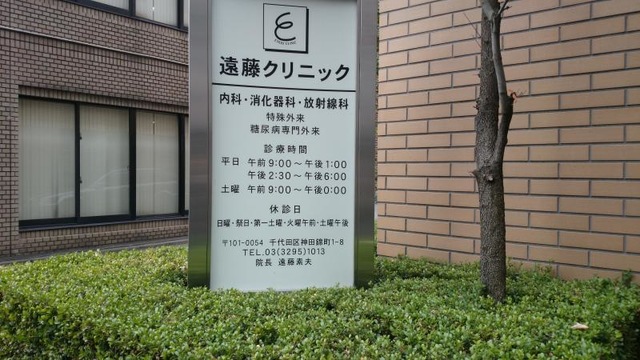 遠藤クリニック
内科・消化器科・放射線科
特殊外来
糖尿病専門外来
診療時間
平日 午前9:00～午後1:00
午後2:30～午後6:00
土曜 午前9:00～午後0:00
休診日
日曜・祭日・第一土曜・火曜午前・土曜午後
〒101-0054 千代田区神田錦町1-8
TEL.03(3295)1013
院長 遠藤素夫